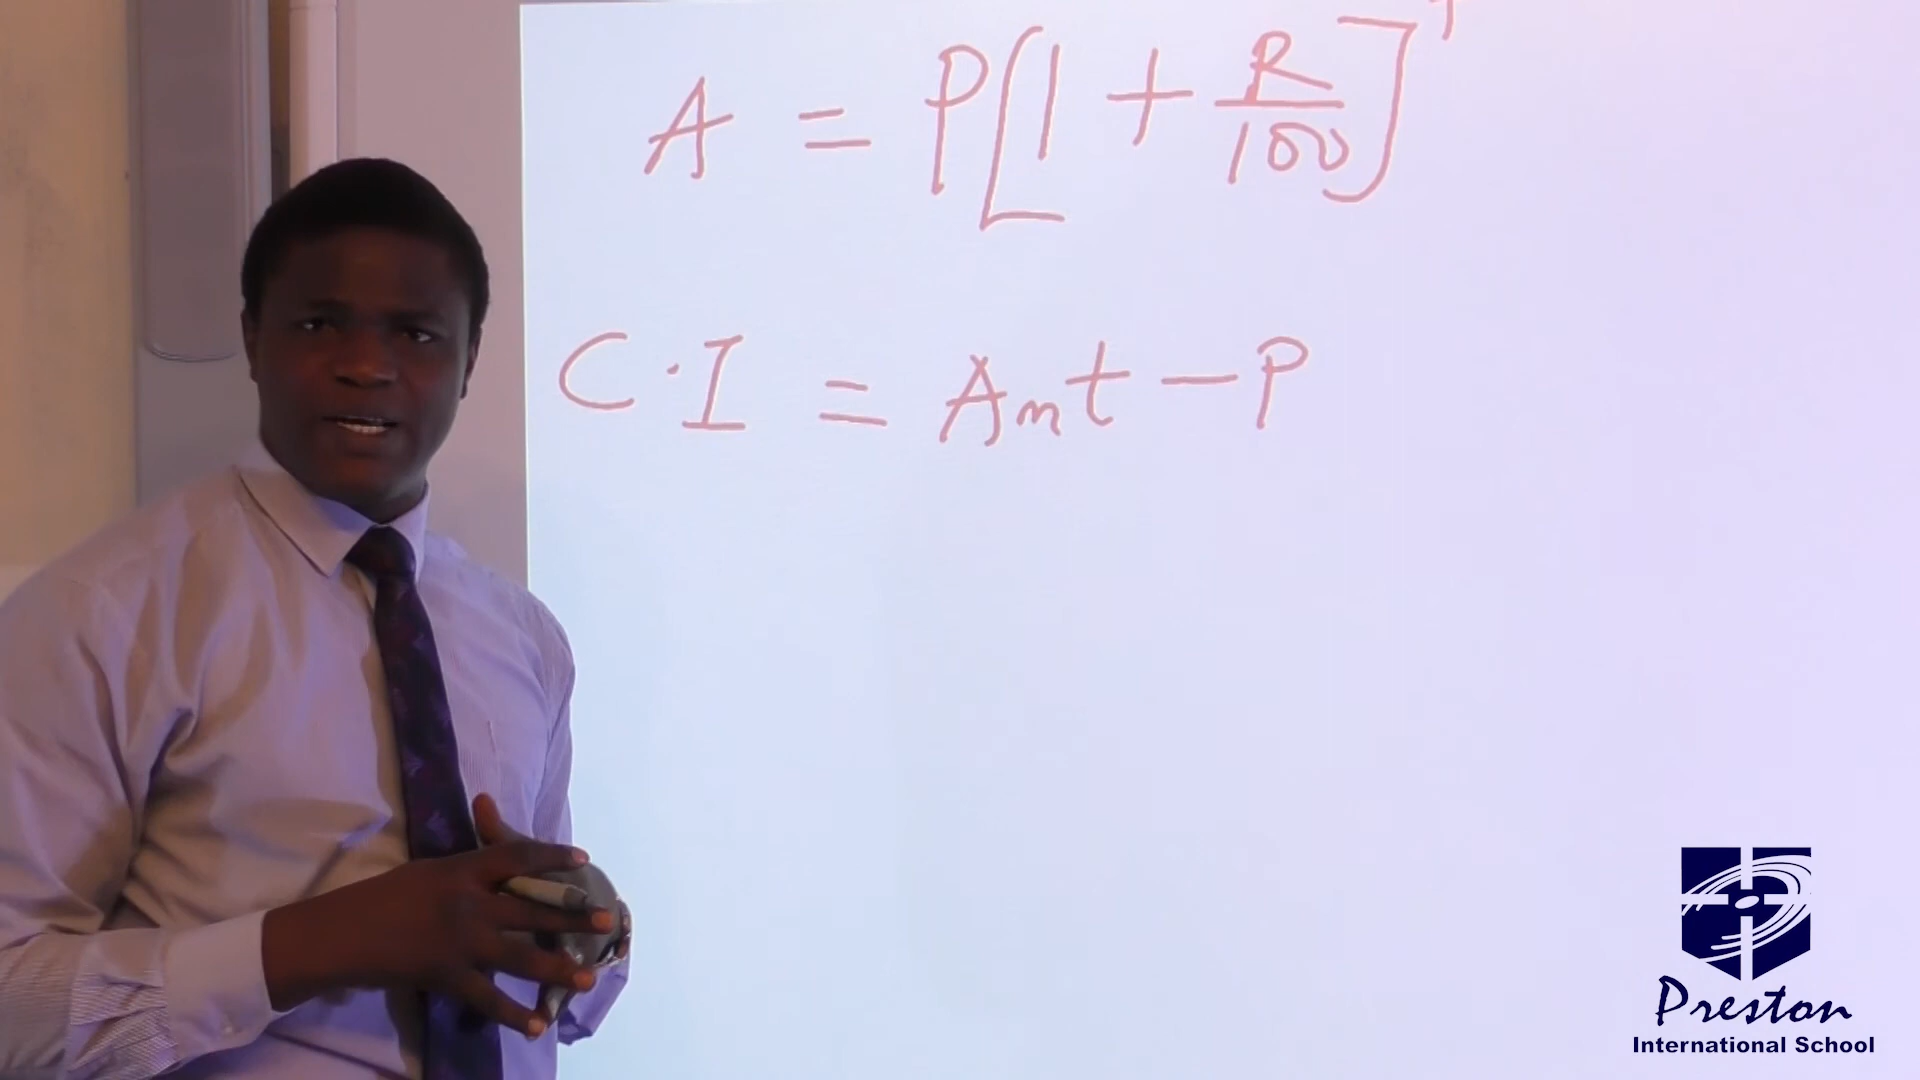 A = P[1 + R/100]
C.I = Amt - P
Preston
International School